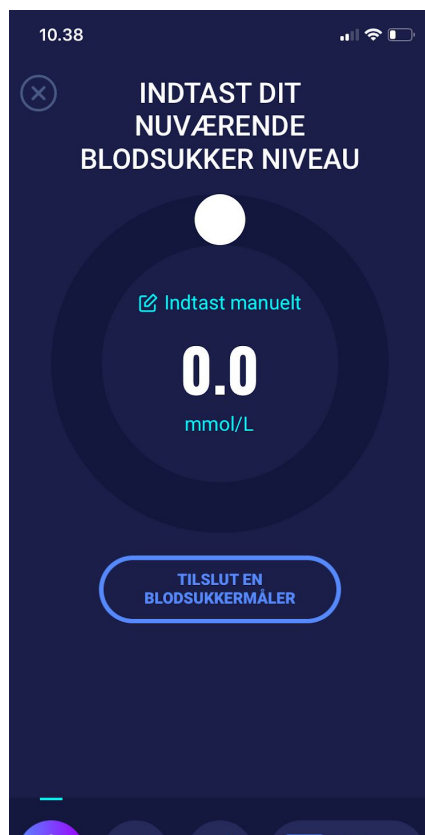 10.38
INDTAST DIT
NUVÆRENDE
BLODSUKKER NIVEAU
Indtast manuelt
0.0
mmol/L
TILSLUT EN
BLODSUKKERMÅLER